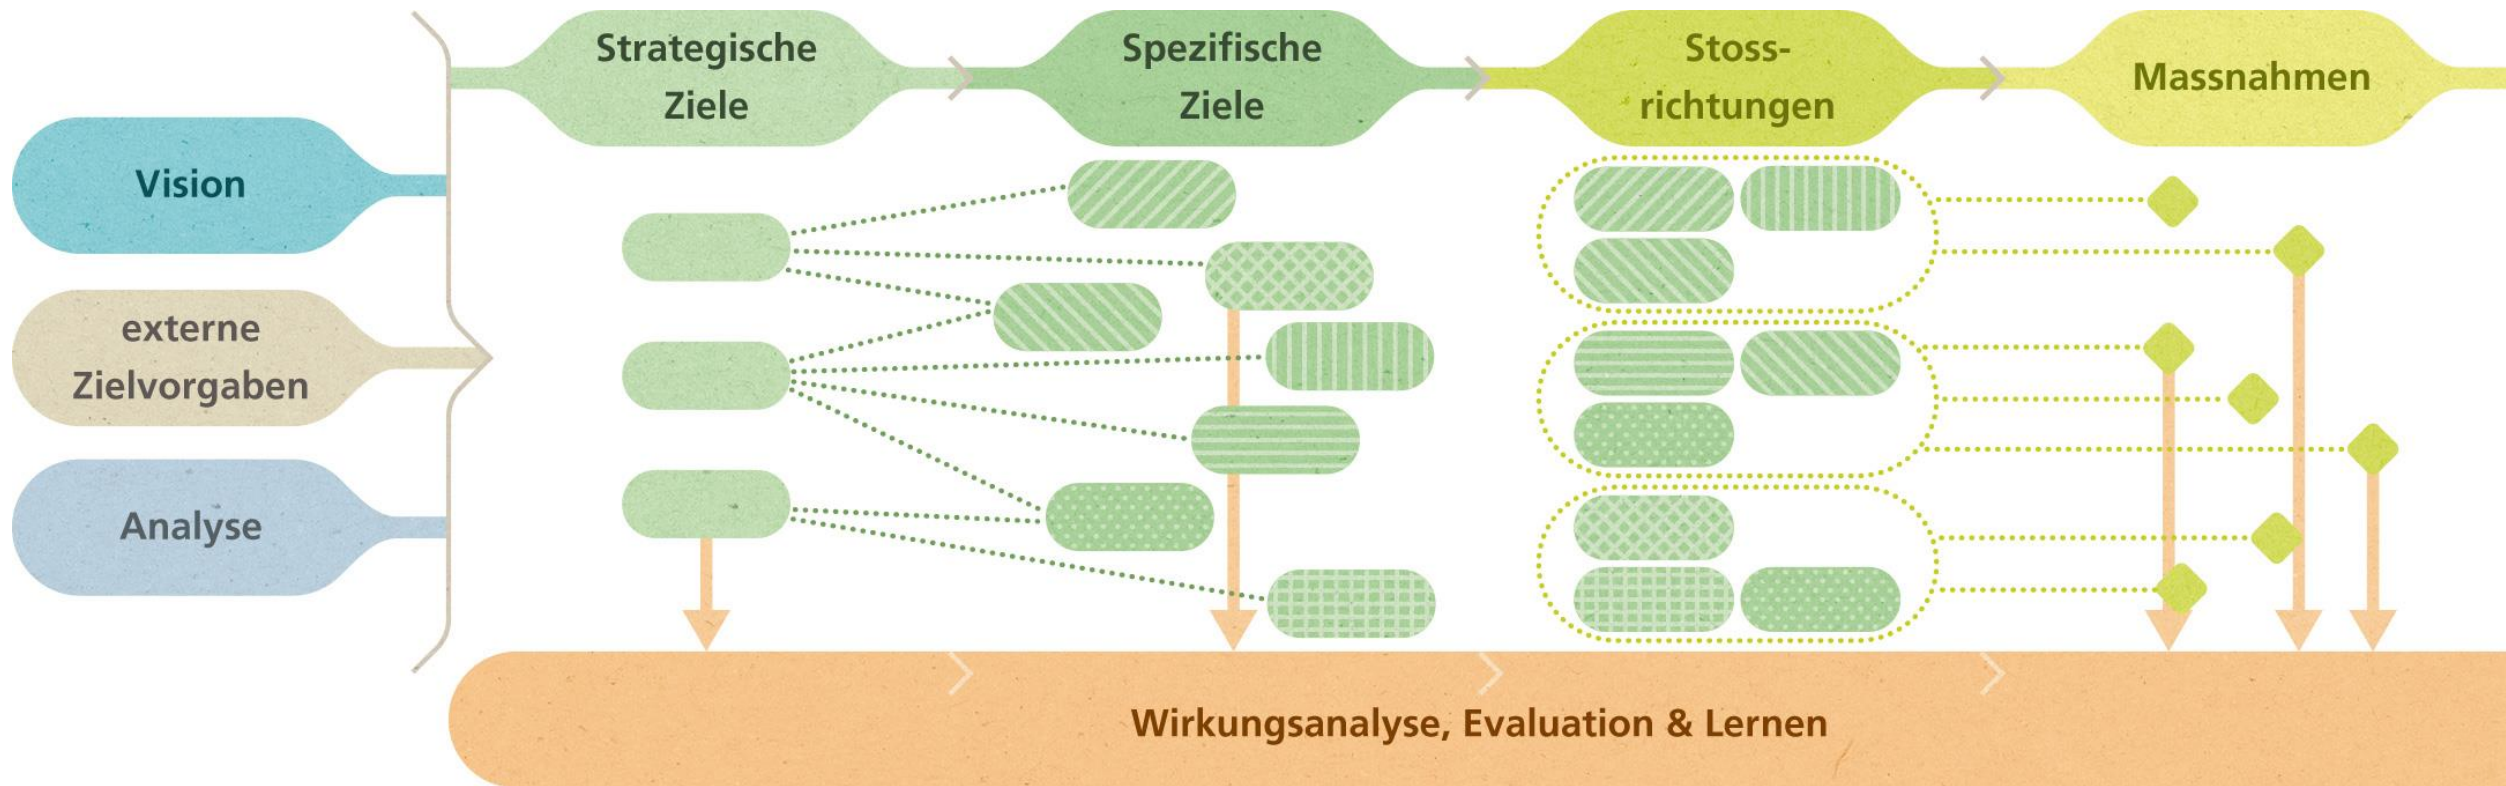 Strategische
Ziele
Spezifische
Ziele
Stoss-
richtungen
Massnahmen
Vision
externe
Zielvorgaben
Analyse
Wirkungsanalyse, Evaluation & Lernen